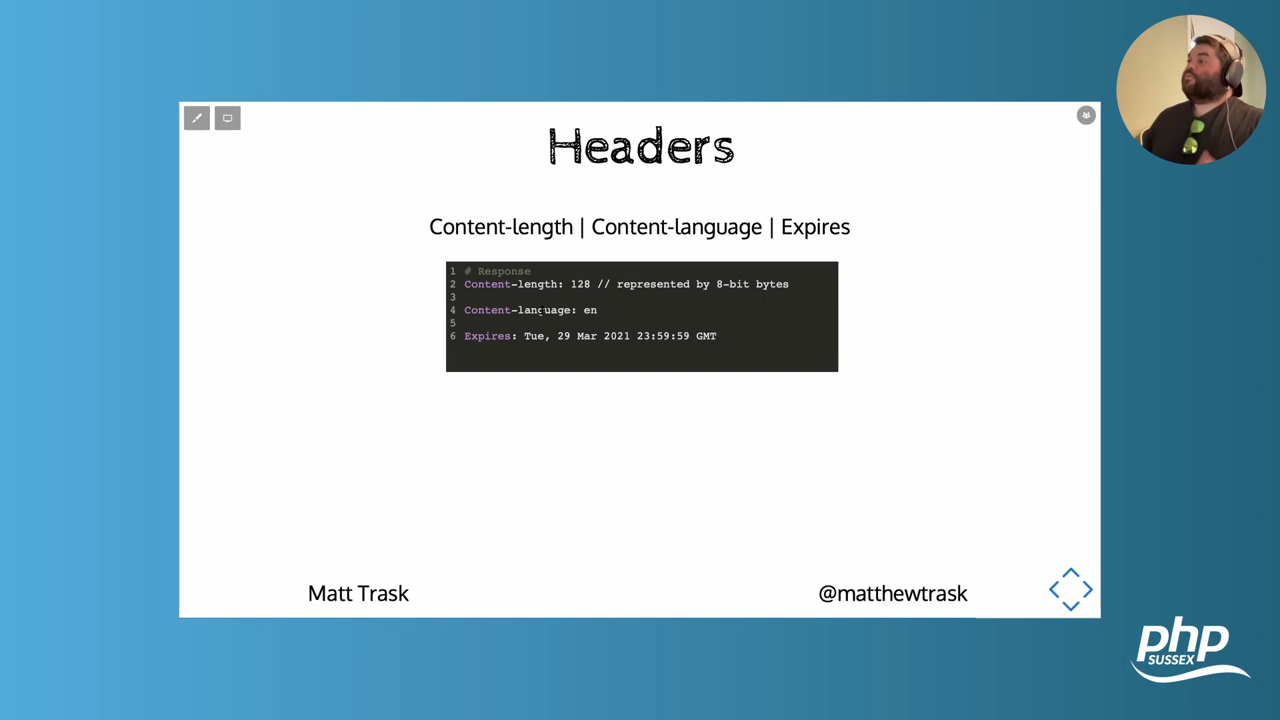 Headers
Content-length | Content-language | Expires
1 # Response
2 Content-length: 128 // represented by 8-bit bytes
3
4 Content-language: en
5
6 Expires: Tue, 29 Mar 2021 23:59:59 GMT
Matt Trask
@matthewtrask
php
SUSSEX